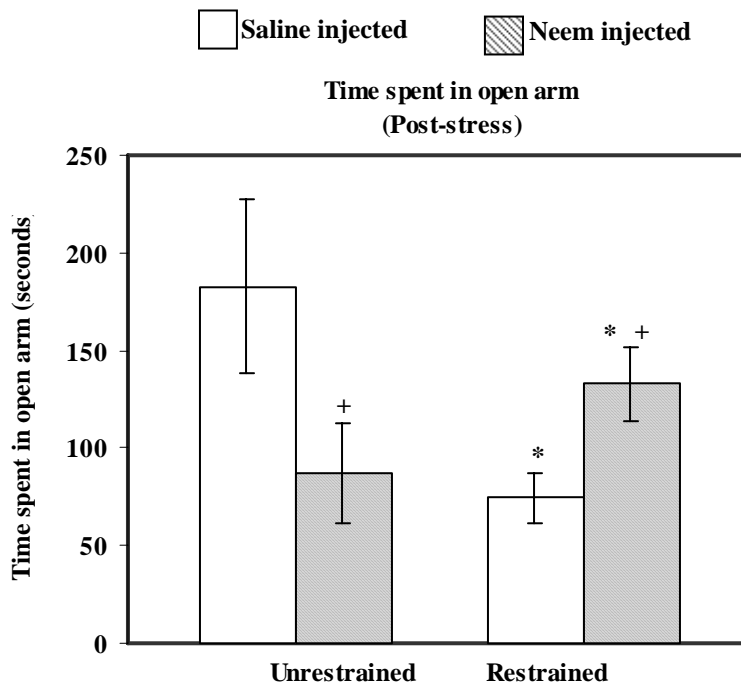 Saline injected
Neem injected
Time spent in open arm
(Post-stress)
Time spent in open arm (seconds)
250
200
150
100
50
0
+
*
* +
Unrestrained
Restrained